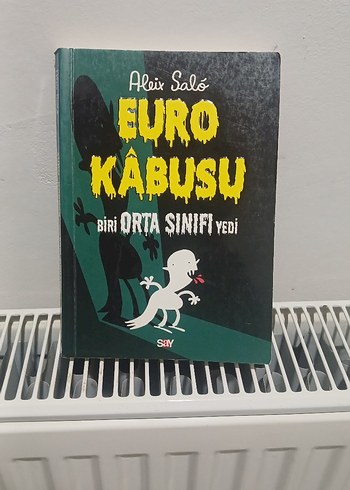 Aleix Saló
EURO
KÂBUSU
BİRİ ORTA SINIFI YEDİ
say